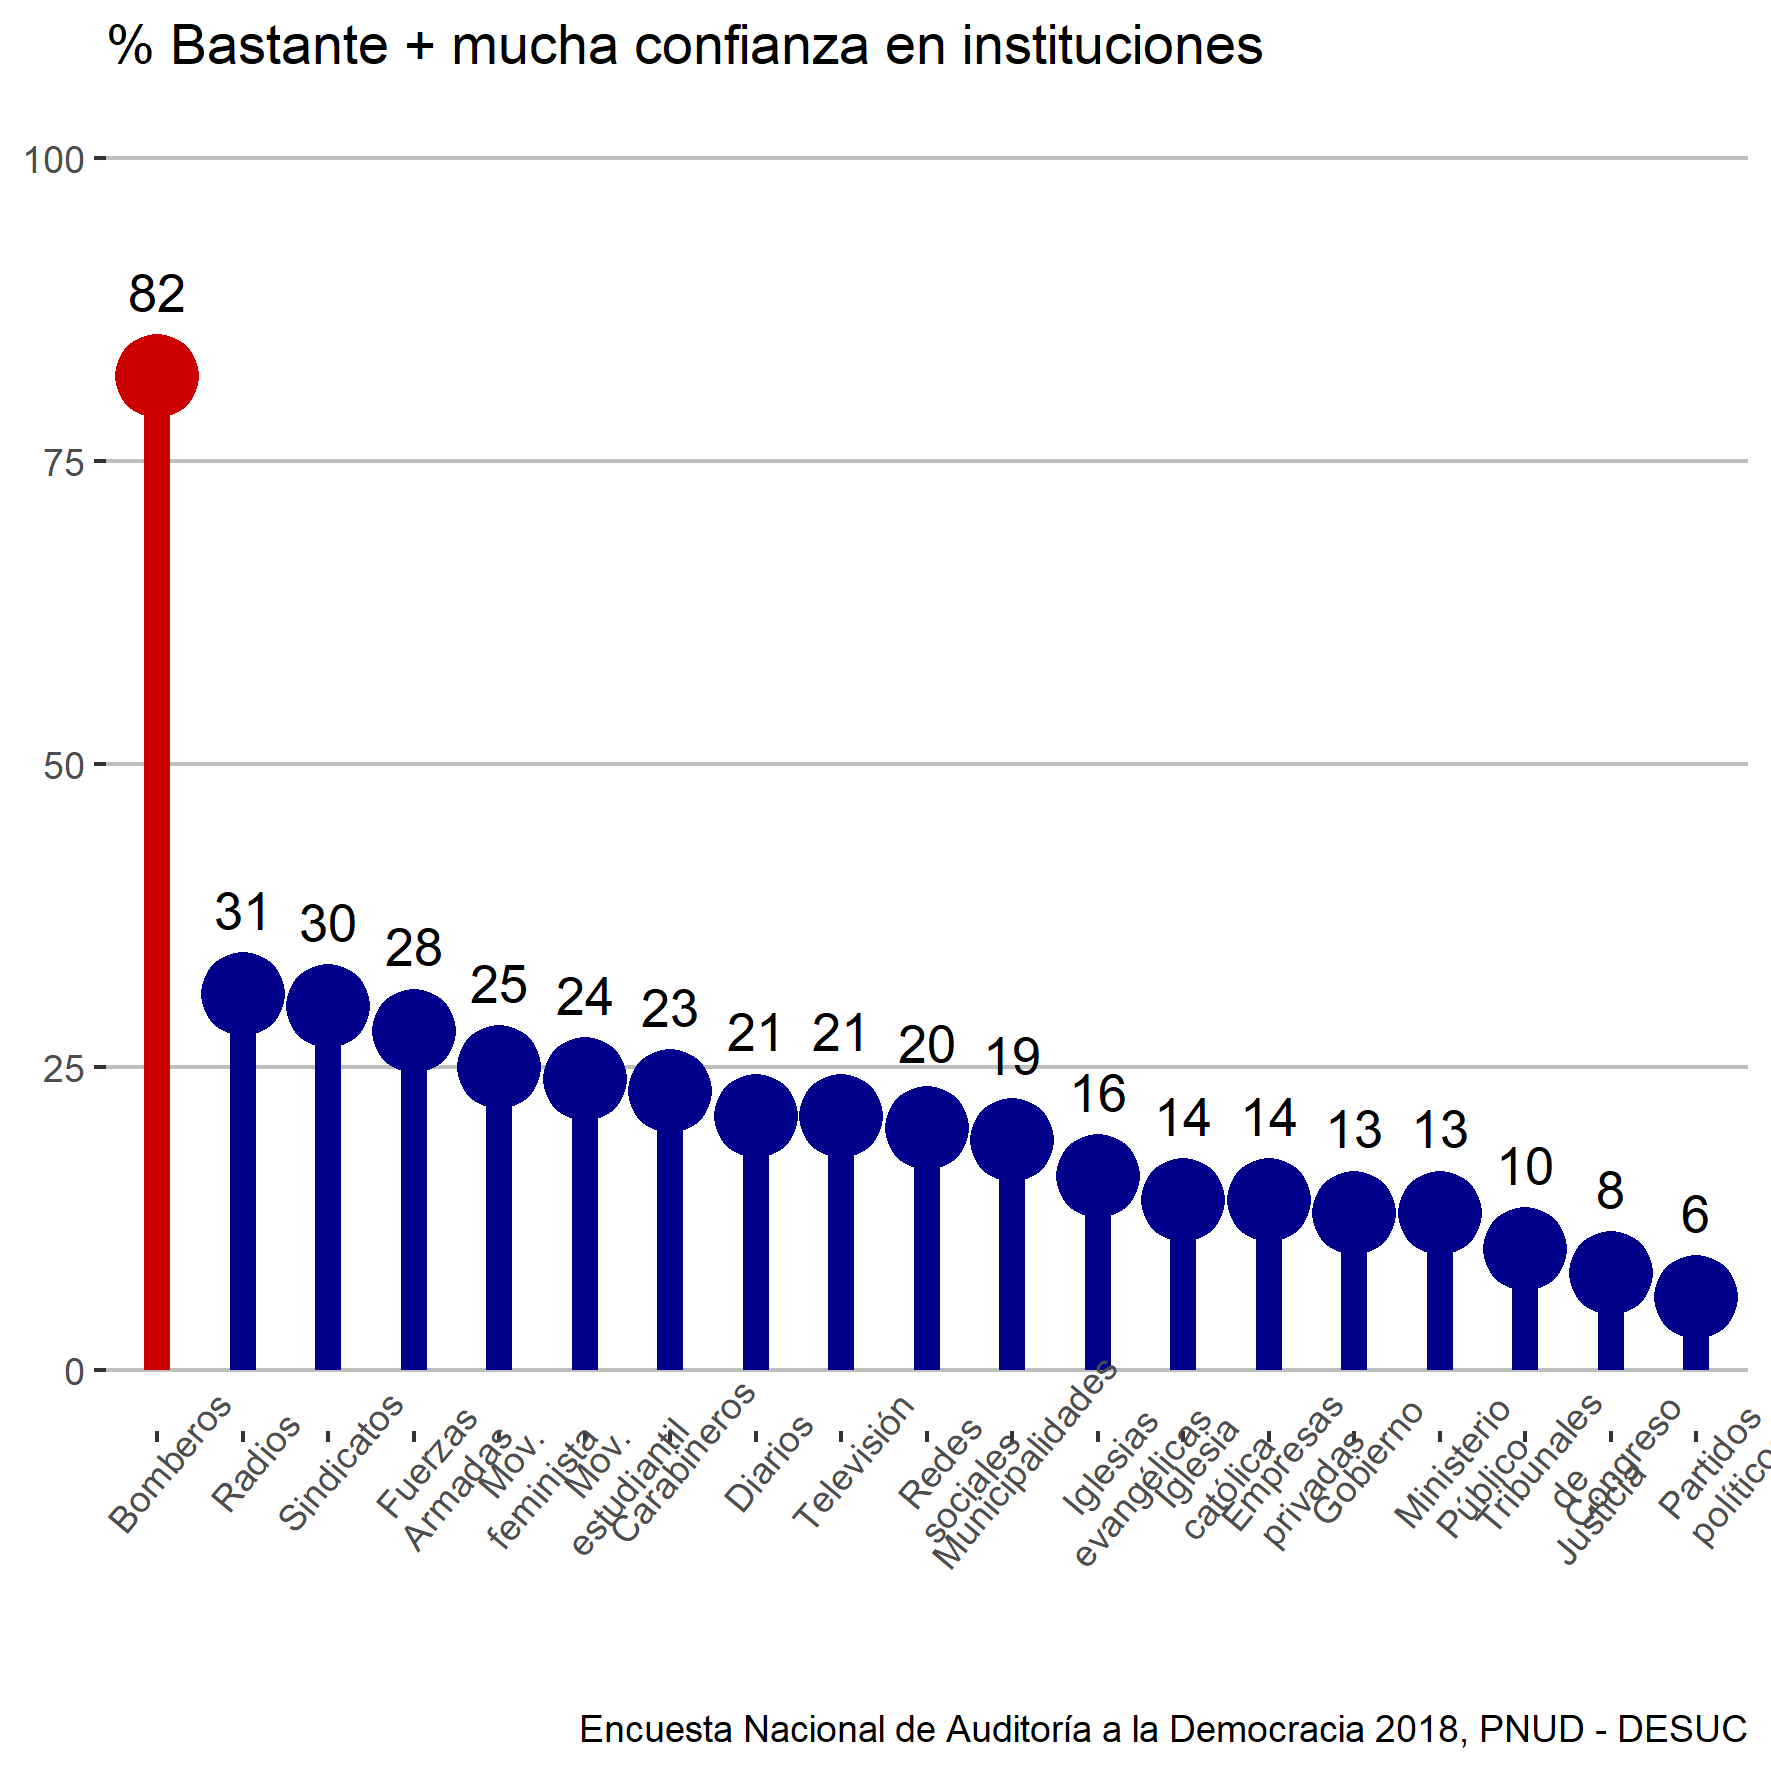 % Bastante + mucha confianza en instituciones
100
75
50
25
0
82
31
30
28
25
24
23
21
21
20
19
16
14
14
13
13
10
8
6
Bomberos
Radios
Sindicatos
Fuerzas
Armadas
Mov.
feminista
Mov.
estudiantil
Carabineros
Diarios
Televisión
Redes
sociales
Municipalidades
Iglesias
evangélicas
Iglesia
católica
Empresas
privadas
Gobierno
Ministerio
Público
Tribunales
de
Justicia
Congreso
Partidos
político
Encuesta Nacional de Auditoría a la Democracia 2018, PNUD - DESUC